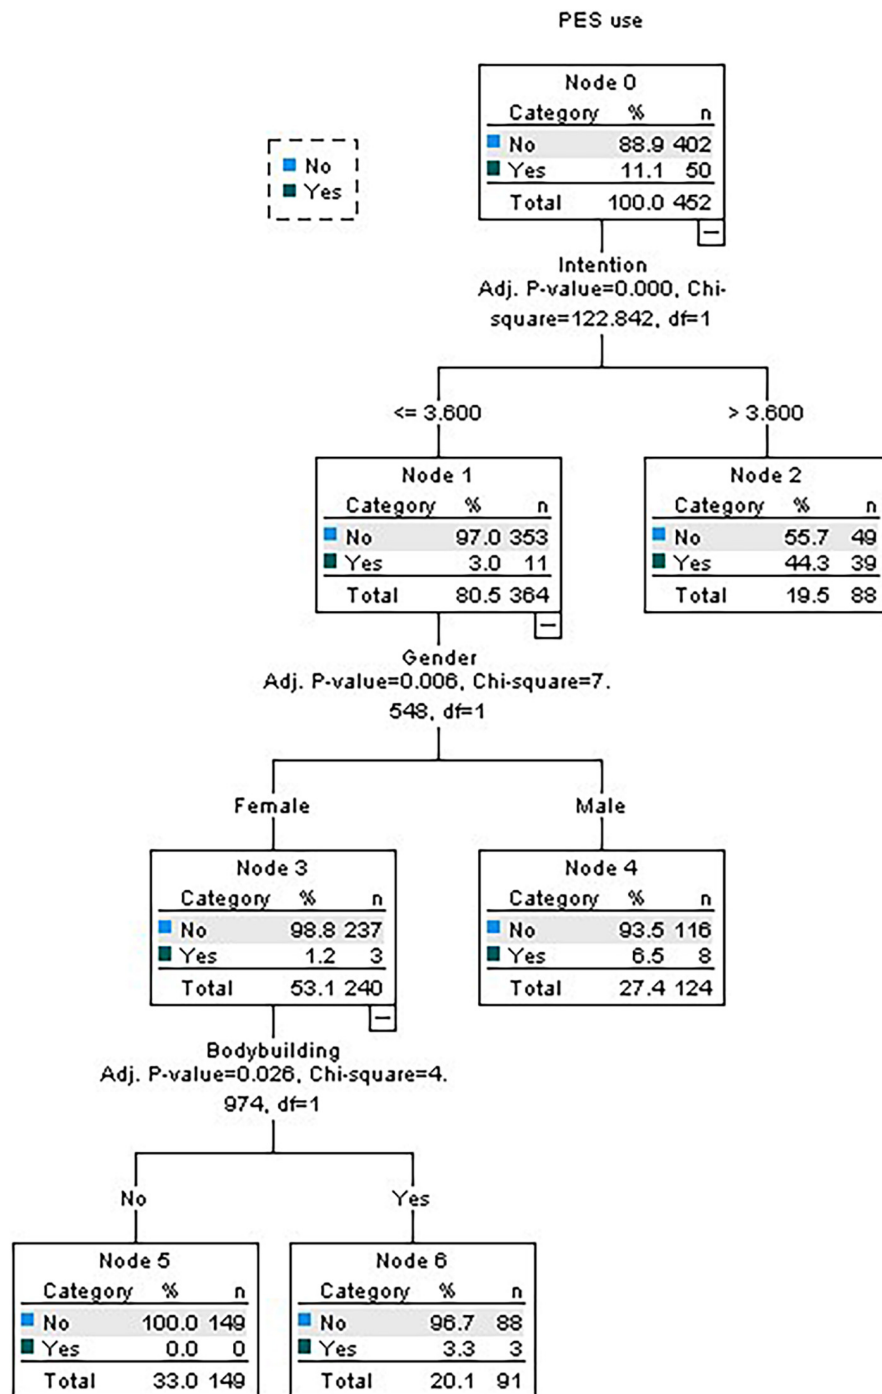 PES use
Node 0
Category % n
No 88.9 402
Yes 11.1 50
Total 100.0 452
No
Yes
Intention
Adj. P-value=0.000, Chi-
square=122.842, df=1
<= 3.600
> 3.600
Node 1
Category % n
No 97.0 353
Yes 3.0 11
Total 80.5 364
Node 2
Category % n
No 55.7 49
Yes 44.3 39
Total 19.5 88
Gender
Adj. P-value=0.006, Chi-square=7.
548, df=1
Female
Male
Node 3
Category % n
No 98.8 237
Yes 1.2 3
Total 53.1 240
Node 4
Category % n
No 93.5 116
Yes 6.5 8
Total 27.4 124
Bodybuilding
Adj. P-value=0.026, Chi-square=4.
974, df=1
No
Yes
Node 5
Category % n
No 100.0 149
Yes 0.0 0
Total 33.0 149
Node 6
Category % n
No 96.7 88
Yes 3.3 3
Total 20.1 91